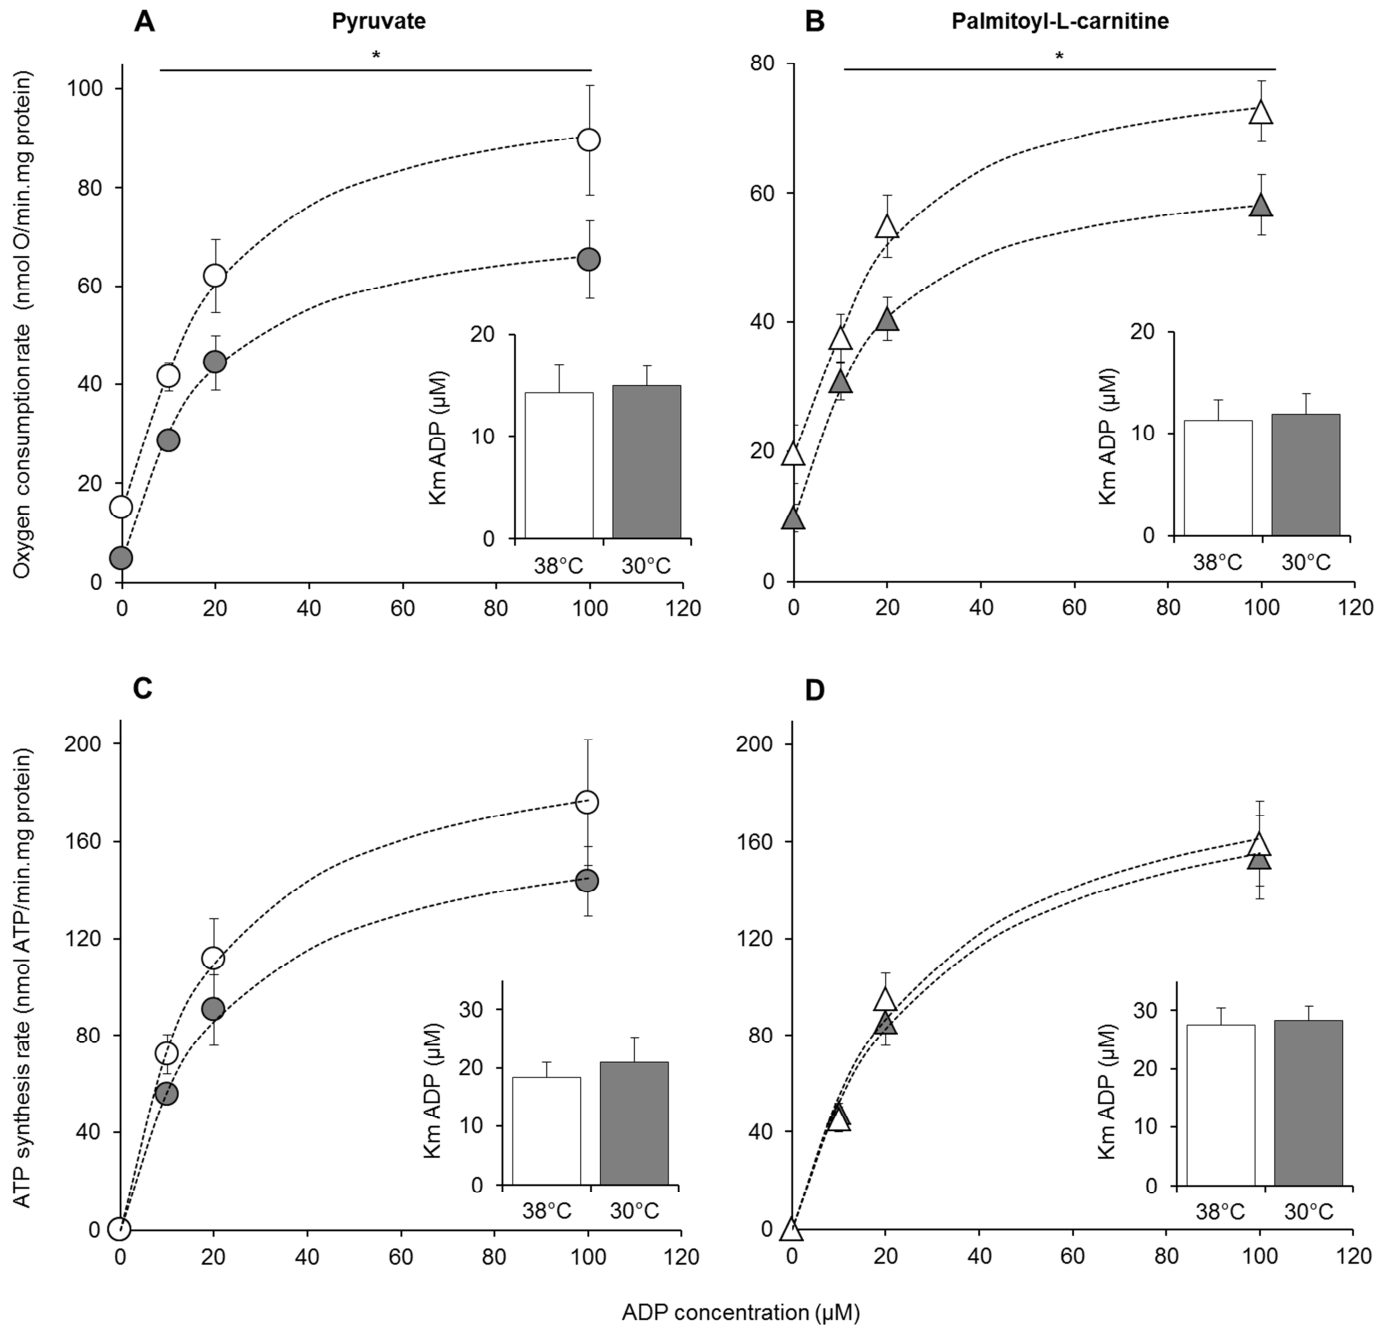 A
Pyruvate
B
Palmitoyl-L-carnitine
*
*
Oxygen consumption rate (nmol O/min.mg protein)
100
80
60
40
20
0
0 20 40 60 80 100 120
Km ADP (µM)
20
10
0
38°C 30°C
80
60
40
20
0
0 20 40 60 80 100 120
Km ADP (µM)
20
10
0
38°C 30°C
C
D
ATP synthesis rate (nmol ATP/min.mg protein)
200
160
120
80
40
0
0 20 40 60 80 100 120
Km ADP (µM)
30
20
10
0
38°C 30°C
200
160
120
80
40
0
0 20 40 60 80 100 120
Km ADP (µM)
30
20
10
0
38°C 30°C
ADP concentration (µM)